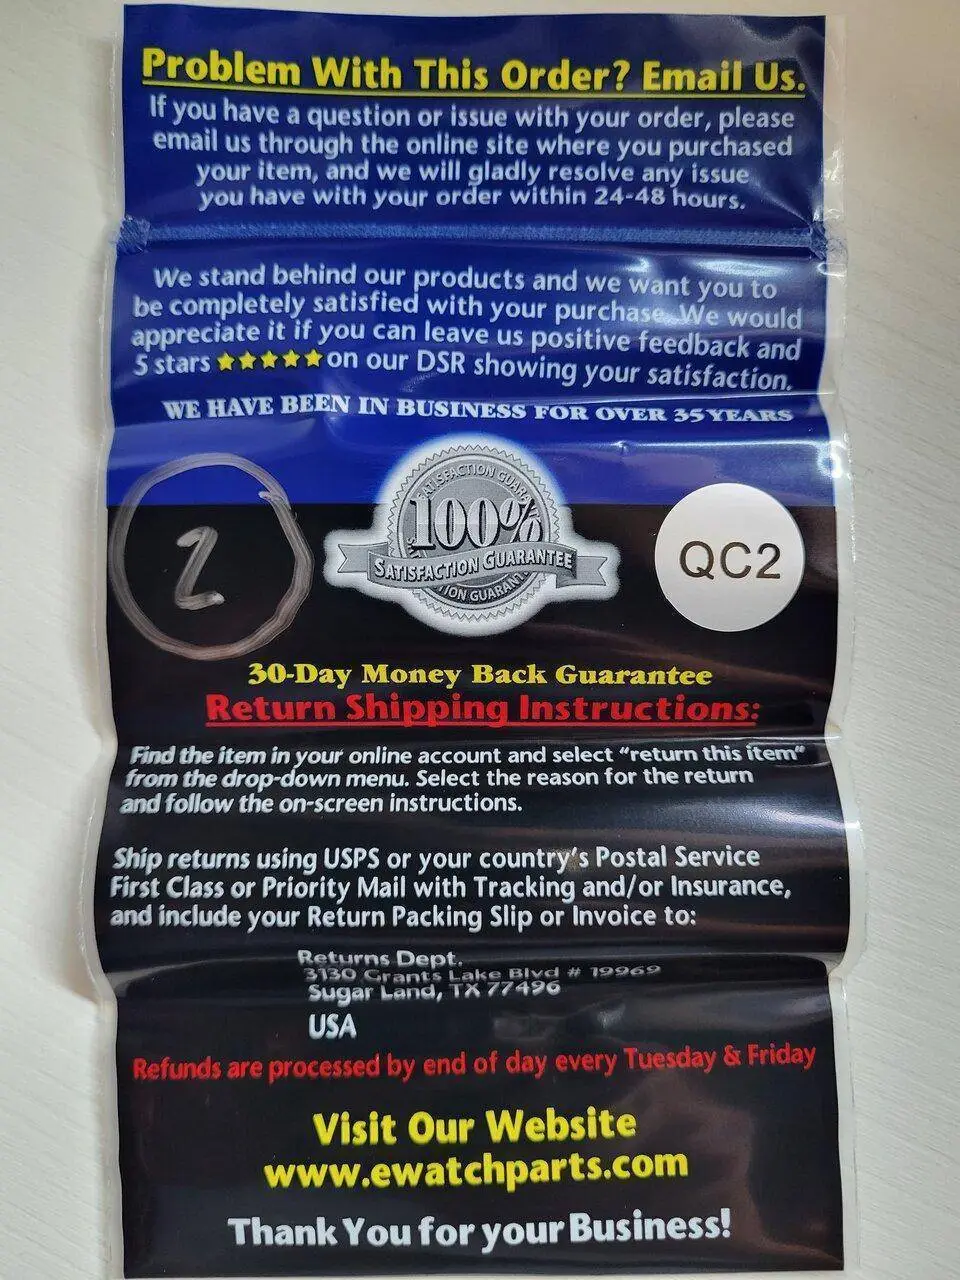 Problem With This Order? Email Us.
If you have a question or issue with your order, please
email us through the online site where you purchased
your item, and we will gladly resolve any issue
you have with your order within 24-48 hours.
We stand behind our products and we want you to
be completely satisfied with your purchase. We would
appreciate it if you can leave us positive feedback and
5 stars ★★★★★ on our DSR showing your satisfaction.
WE HAVE BEEN IN BUSINESS FOR OVER 35 YEARS
2
SATISFACTION GUARA
100%
SATISFACTION GUARANTEE
TION GUARANT
QC2
30-Day Money Back Guarantee
Return Shipping Instructions:
Find the item in your online account and select “return this item”
from the drop-down menu. Select the reason for the return
and follow the on-screen instructions.
Ship returns using USPS or your country's Postal Service
First Class or Priority Mail with Tracking and/or Insurance,
and include your Return Packing Slip or Invoice to:
Returns Dept.
3130 Grants Lake Blvd # 19969
Sugar Land, TX 77496
USA
Refunds are processed by end of day every Tuesday & Friday
Visit Our Website
www.ewatchparts.com
Thank You for your Business!